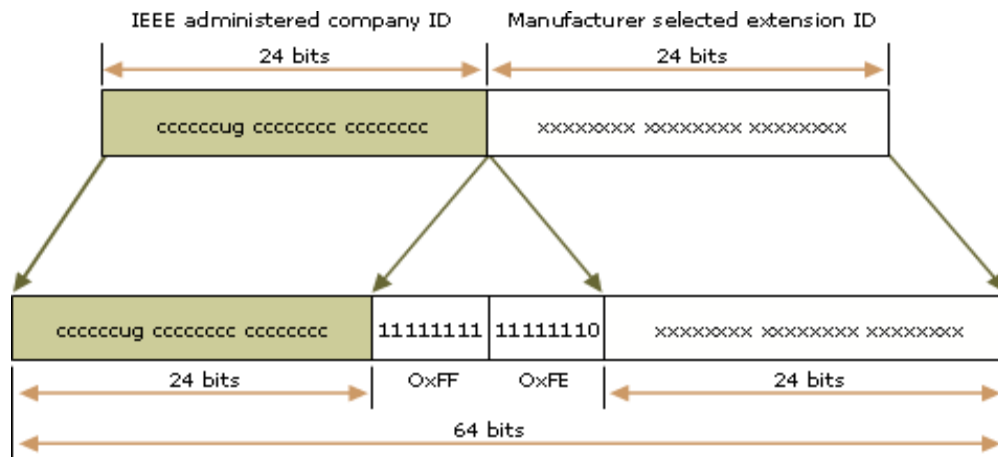 IEEE administered company ID Manufacturer selected extension ID
24 bits 24 bits
ccccccug cccccccc cccccccc xxxxxxxx xxxxxxxx xxxxxxxx
ccccccug cccccccc cccccccc 11111111 11111110 xxxxxxxx xxxxxxxx xxxxxxxx
24 bits 0xFF 0xFE 24 bits
64 bits